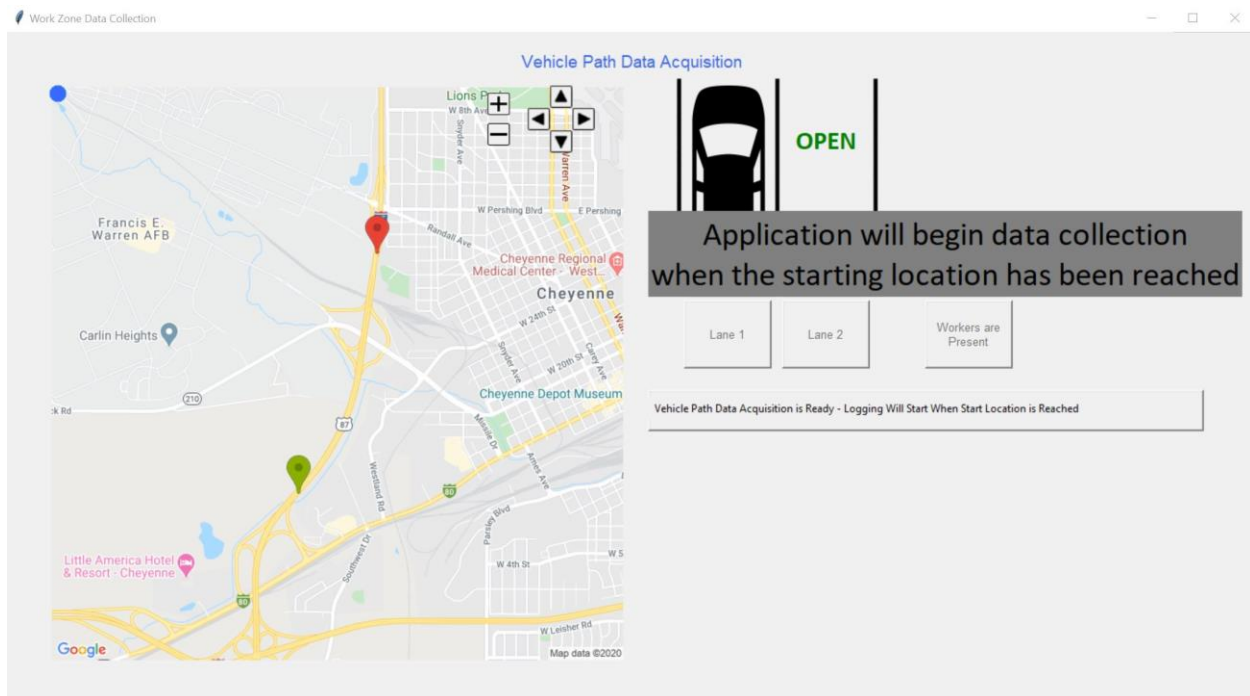 Work Zone Data Collection
Vehicle Path Data Acquisition
Lions P
W 8th Ave
Snyder Ave
Warren Ave
OPEN
W Pershing Blvd
E Pershing
Francis E.
Warren AFB
Randall Ave
Application will begin data collection
when the starting location has been reached
Cheyenne Regional
Medical Center - West...
Cheyenne
W 24th St
Carlin Heights
Snyder Ave
W 20th St
Carey Ave
Lane 1
Lane 2
Workers are
Present
Cheyenne Depot Museum
210
k Rd
87
Missile Dr
Vehicle Path Data Acquisition is Ready - Logging Will Start When Start Location is Reached
Westland Rd
Ames Ave
80
Parsley Blvd
Southwest Dr
Little America Hotel
& Resort - Cheyenne
W 5
W 4th St
80
W Leisher Rd
Google
Map data ©2020